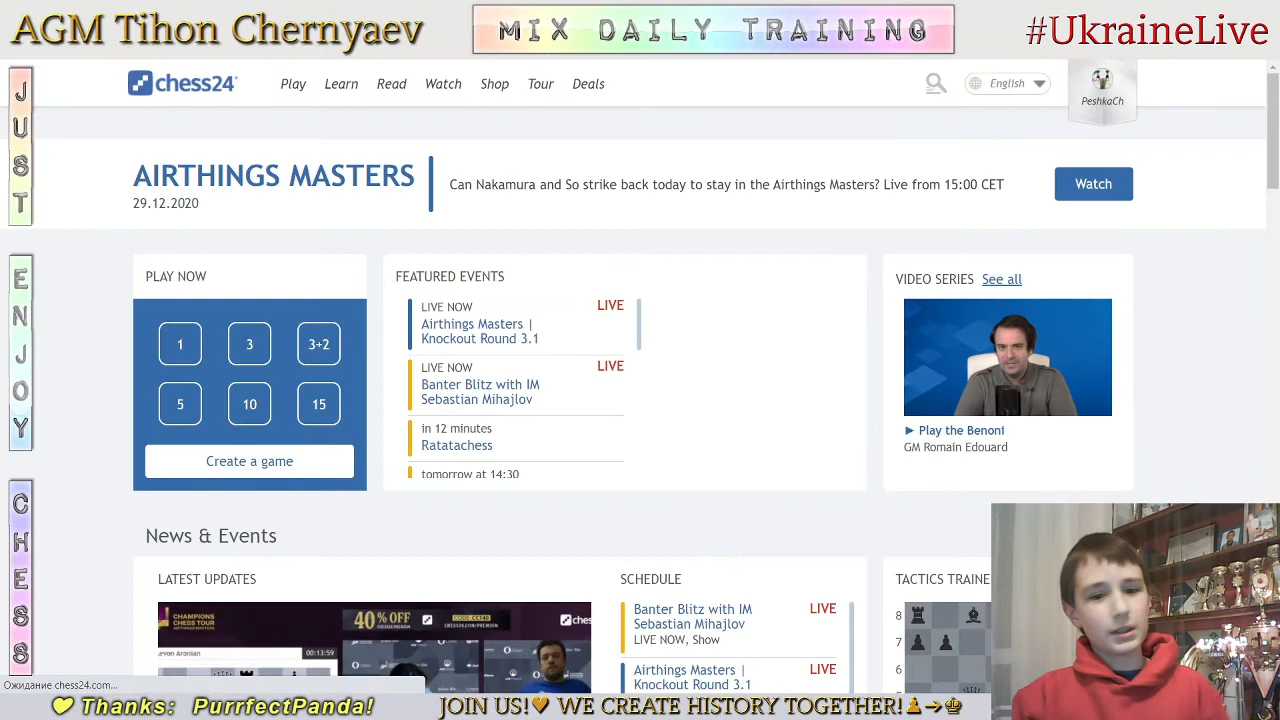 AGM Tihon Chernyaev
MIX DAILY TRAINING
#UkraineLive
JUST
ENJOY
CHESS
chess24
Play Learn Read Watch Shop Tour Deals
English
PeshkaCh
AIRTHINGS MASTERS
29.12.2020
Can Nakamura and So strike back today to stay in the Airthings Masters? Live from 15:00 CET
Watch
PLAY NOW
1 3 3+2
5 10 15
Create a game
FEATURED EVENTS
LIVE NOW LIVE
Airthings Masters |
Knockout Round 3.1
LIVE NOW LIVE
Banter Blitz with IM
Sebastian Mihajlov
in 12 minutes
Ratatachess
tomorrow at 14:30
VIDEO SERIES See all
Play the Benoni
GM Romain Edouard
News & Events
LATEST UPDATES
CHAMPIONS
CHESS TOUR
40% OFF
chess
Levon Aronian
00:13:59
SCHEDULE
Banter Blitz with IM LIVE
Sebastian Mihajlov
LIVE NOW, Show
Airthings Masters | LIVE
Knockout Round 3.1
TACTICS TRAINE
8
7
6
Ожидание chess24.com...
Thanks: PurrfectPanda!
JOIN US! WE CREATE HISTORY TOGETHER!